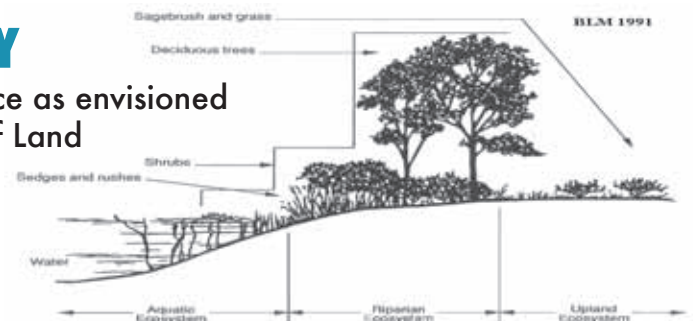 Y
ce as envisioned
f Land
Sagebrush and grass
BLM 1991
Deciduous trees
Shrubs
Sedges and rushes
Water
Aquatic
Ecosystem
Riparian
Ecosystem
Upland
Ecosystem